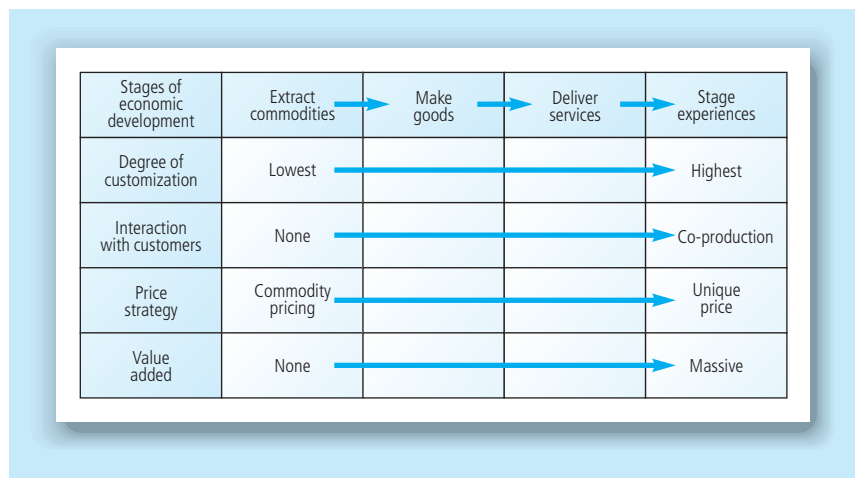 Stages of
economic
development
Extract
commodities
Make
goods
Deliver
services
Stage
experiences
Degree of
customization
Lowest
Highest
Interaction
with customers
None
Co-production
Price
strategy
Commodity
pricing
Unique
price
Value
added
None
Massive